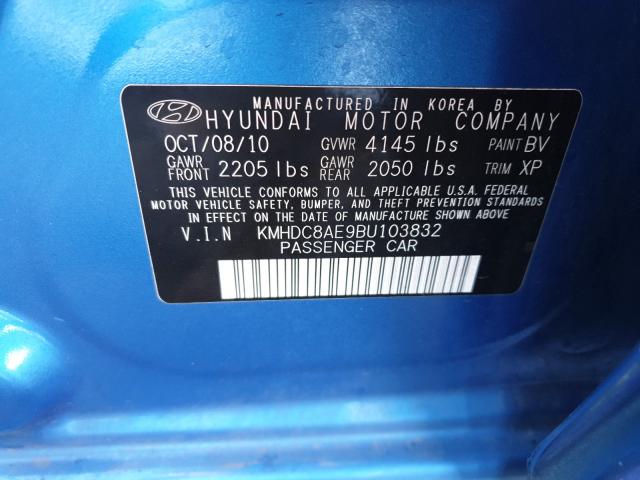 MANUFACTURED IN KOREA BY
HYUNDAI MOTOR COMPANY
OCT/08/10 GVWR 4145 lbs PAINT BV
GAWR FRONT 2205 lbs GAWR REAR 2050 lbs TRIM XP
THIS VEHICLE CONFORMS TO ALL APPLICABLE U.S.A. FEDERAL
MOTOR VEHICLE SAFETY, BUMPER, AND THEFT PREVENTION STANDARDS
IN EFFECT ON THE DATE OF MANUFACTURE SHOWN ABOVE
V.I.N KMHDC8AE9BU103832
PASSENGER CAR